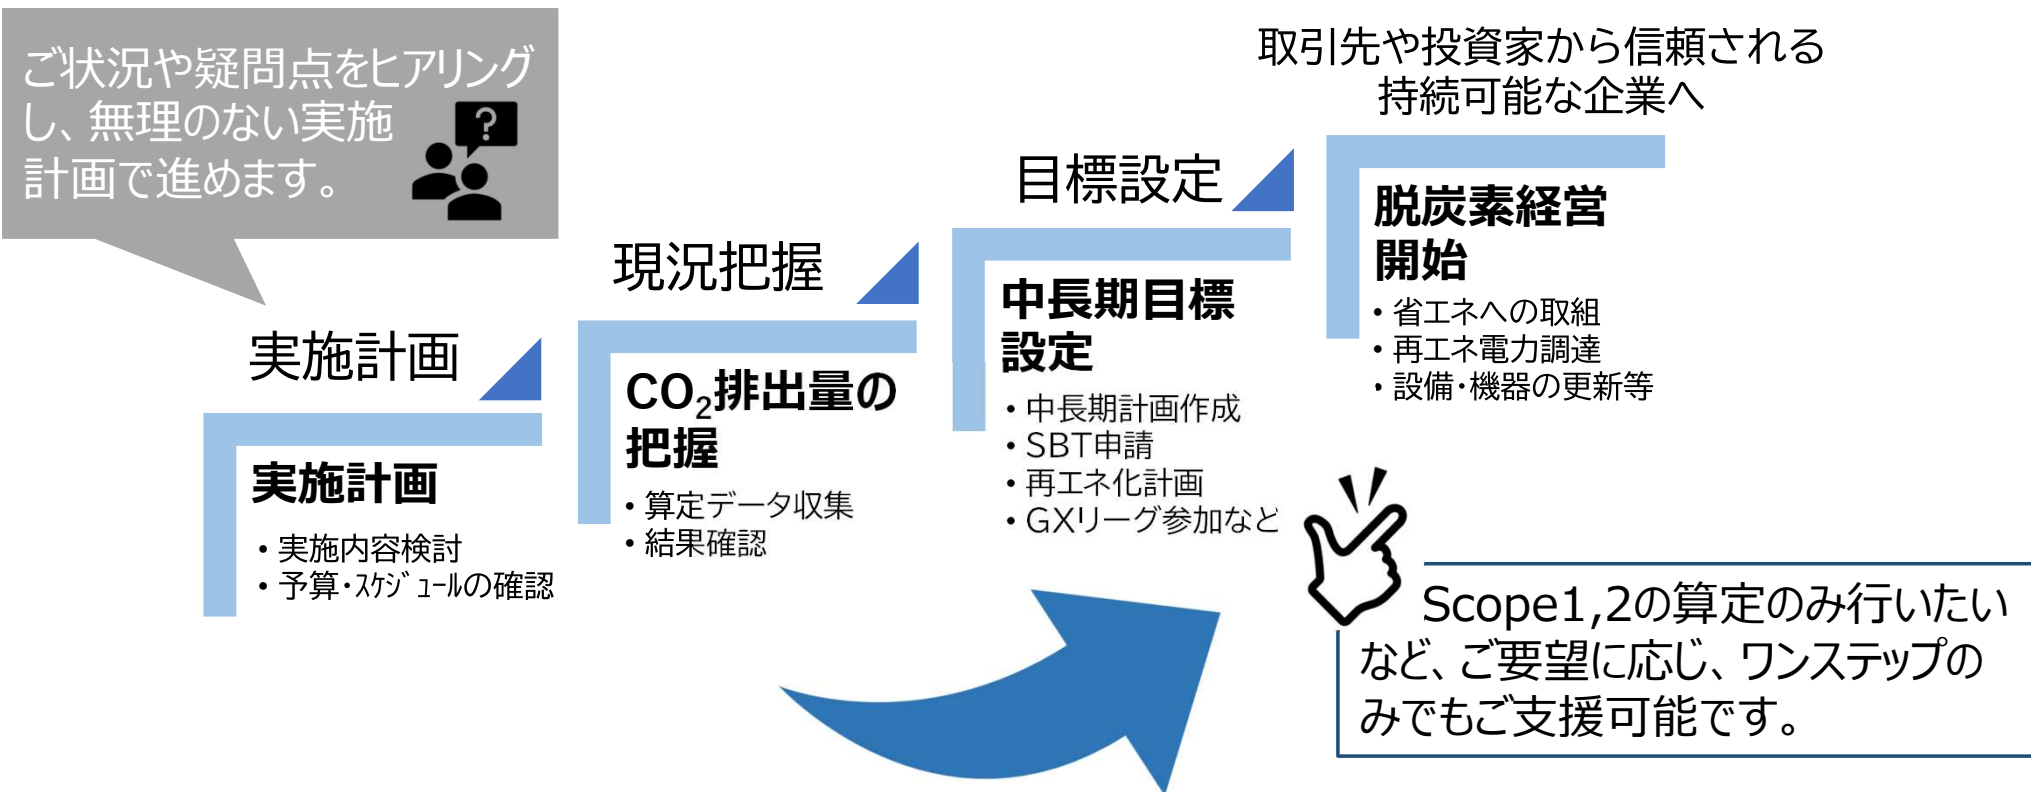 ご状況や疑問点をヒアリング
し、無理のない実施
計画で進めます。
?
実施計画
実施計画
・実施内容検討
・予算・ｽｹｼﾞｭｰﾙの確認
現況把握
CO₂排出量の
把握
・算定データ収集
・結果確認
目標設定
中長期目標
設定
・中長期計画作成
・SBT申請
・再エネ化計画
・GXリーグ参加など
取引先や投資家から信頼される
持続可能な企業へ
脱炭素経営
開始
・省エネへの取組
・再エネ電力調達
・設備・機器の更新等
Scope1,2の算定のみ行いたい
など、ご要望に応じ、ワンステップの
みでもご支援可能です。